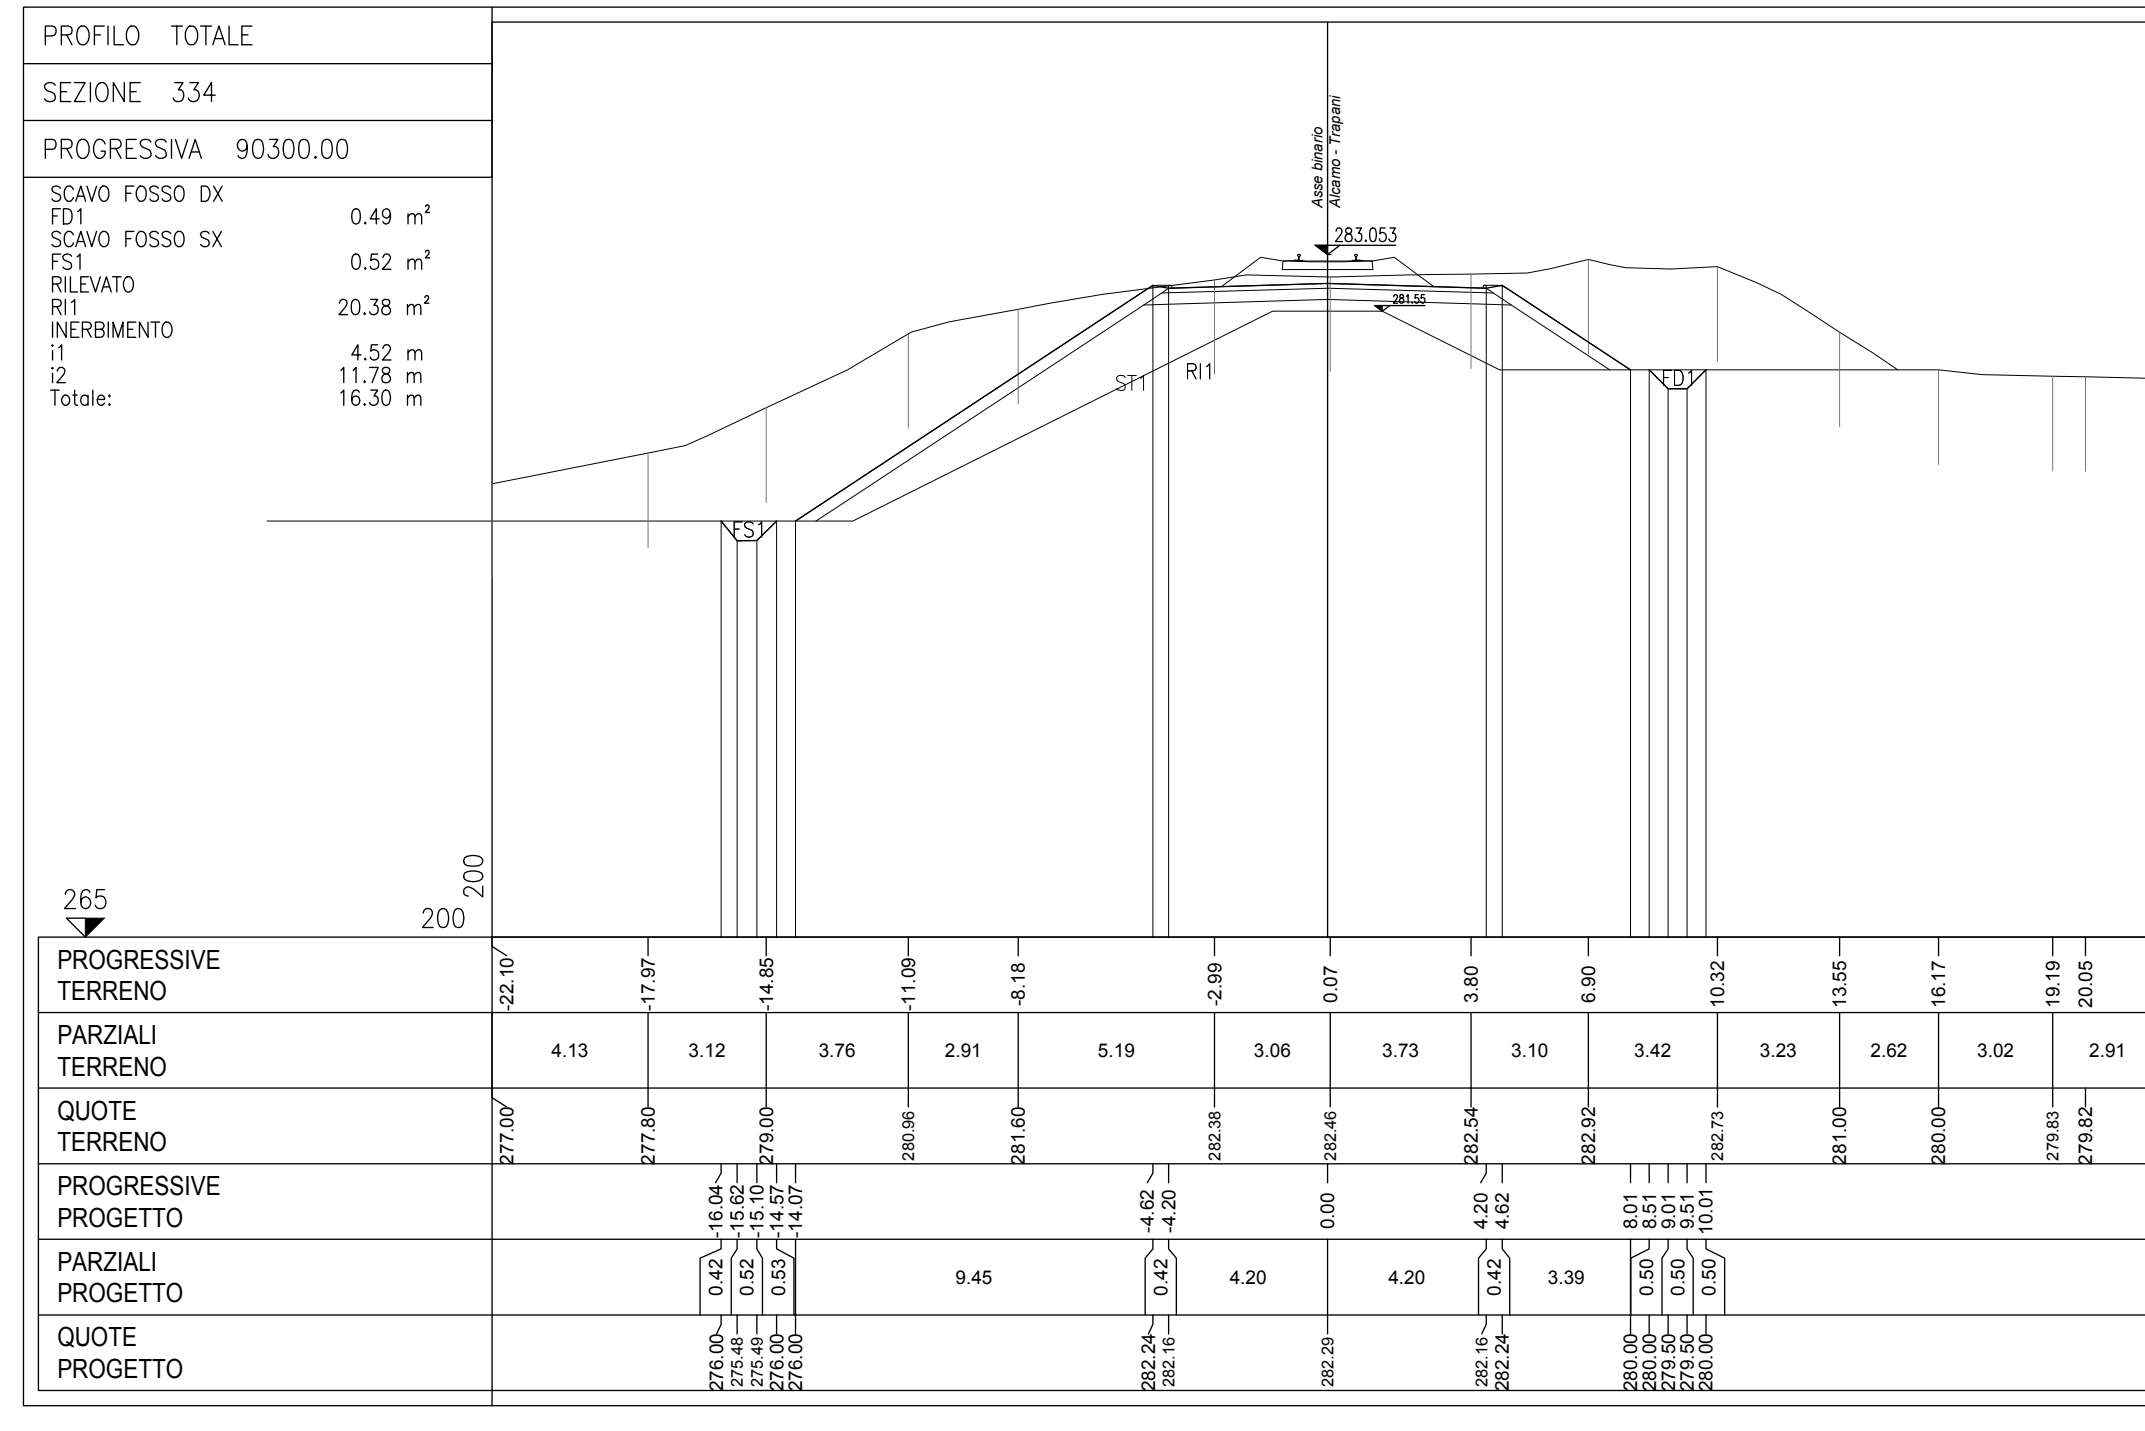 PROFILO TOTALE
SEZIONE 334
PROGRESSIVA 90300.00
SCAVO FOSSO DX
FD1 0.49 m²
SCAVO FOSSO SX
FS1 0.52 m²
RILEVATO
RI1 20.38 m²
INERBIMENTO
i1 4.52 m
i2 11.78 m
Totale: 16.30 m
Asse binario
Alcamo - Trapani
283.053
281.55
ST1
RI1
FD1
FS1
265
200
200
PROGRESSIVE
TERRENO
-22.10 -17.97 -14.85 -11.09 -8.18 -2.99 0.07 3.80 6.90 10.32 13.55 16.17 19.19 20.05
PARZIALI
TERRENO
4.13 3.12 3.76 2.91 5.19 3.06 3.73 3.10 3.42 3.23 2.62 3.02 2.91
QUOTE
TERRENO
277.00 277.80 279.00 280.96 281.60 282.38 282.46 282.54 282.92 282.73 281.00 280.00 279.83 279.82
PROGRESSIVE
PROGETTO
-16.04 -15.62 -15.10 -14.57 -14.07 -4.62 -4.20 0.00 4.20 4.62 8.01 8.51 9.01 9.51 10.01
PARZIALI
PROGETTO
0.42 0.52 0.53 9.45 0.42 4.20 4.20 0.42 3.39 0.50 0.50 0.50
QUOTE
PROGETTO
276.00 275.48 275.49 276.00 276.00 282.24 282.16 282.29 282.16 282.24 280.00 280.00 279.50 279.50 280.00